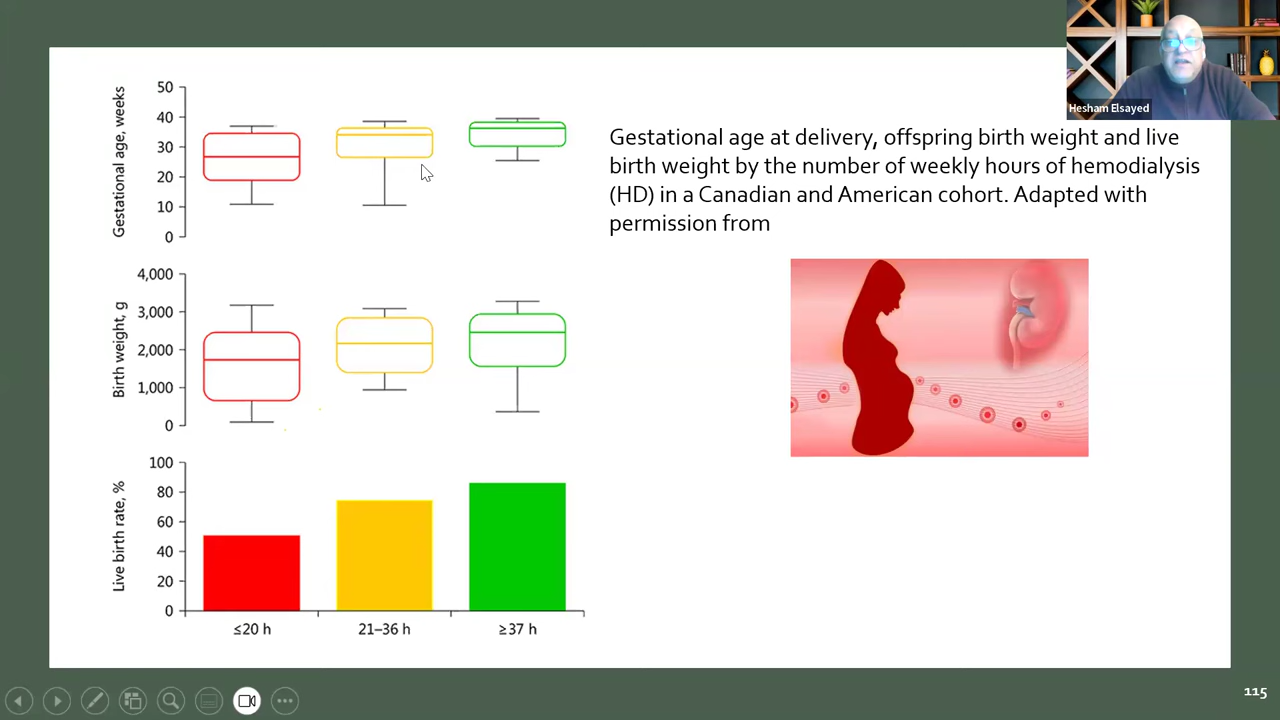 Hesham Elsayed
Gestational age, weeks
50
40
30
20
10
0
Gestational age at delivery, offspring birth weight and live
birth weight by the number of weekly hours of hemodialysis
(HD) in a Canadian and American cohort. Adapted with
permission from
Birth weight, g
4,000
3,000
2,000
1,000
0
Live birth rate, %
100
80
60
40
20
0
≤20 h
21–36 h
≥37 h
115